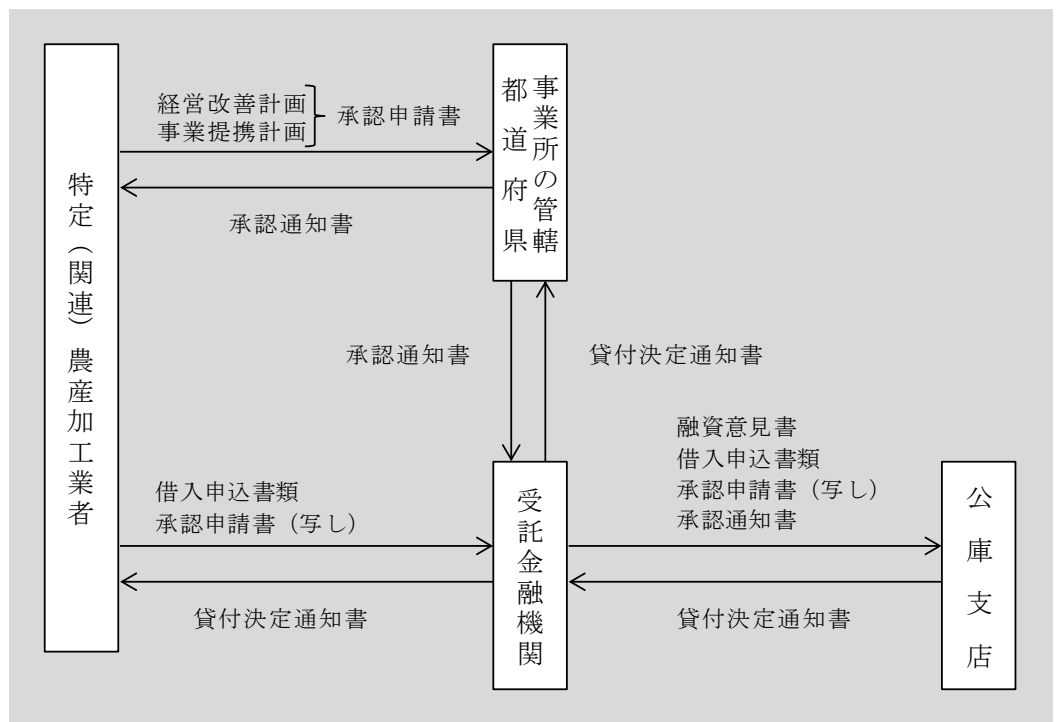 特定（関連）農産加工業者
経営改善計画
事業提携計画
承認申請書
承認通知書
事業所の管轄
都道府県
承認通知書
貸付決定通知書
借入申込書類
承認申請書（写し）
貸付決定通知書
受託金融機関
融資意見書
借入申込書類
承認申請書（写し）
承認通知書
貸付決定通知書
公庫支店